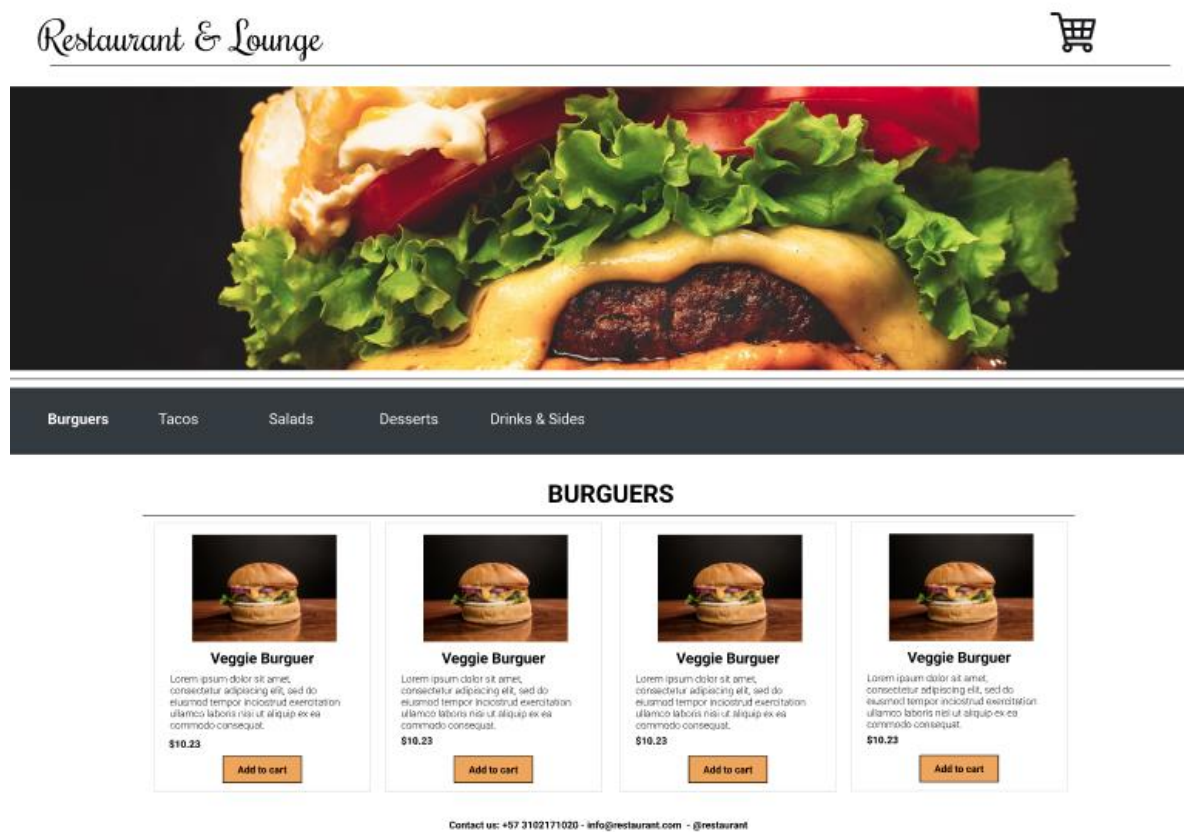 Restaurant & Lounge
Burguers Tacos Salads Desserts Drinks & Sides
BURGUERS
Veggie Burguer
Lorem ipsum dolor sit amet,
consectetur adipiscing elit, sed do
eiusmod tempor inciostrud exercitation
ullamco laboris nisi ut aliquip ex ea
commodo consequat.
$10.23
Add to cart
Veggie Burguer
Lorem ipsum dolor sit amet,
consectetur adipiscing elit, sed do
eiusmod tempor inciostrud exercitation
ullamco laboris nisi ut aliquip ex ea
commodo consequat.
$10.23
Add to cart
Veggie Burguer
Lorem ipsum dolor sit amet,
consectetur adipiscing elit, sed do
eiusmod tempor inciostrud exercitation
ullamco laboris nisi ut aliquip ex ea
commodo consequat.
$10.23
Add to cart
Veggie Burguer
Lorem ipsum dolor sit amet,
consectetur adipiscing elit, sed do
eiusmod tempor inciostrud exercitation
ullamco laboris nisi ut aliquip ex ea
commodo consequat.
$10.23
Add to cart
Contact us: +57 3102171020 - info@restaurant.com - @restaurant